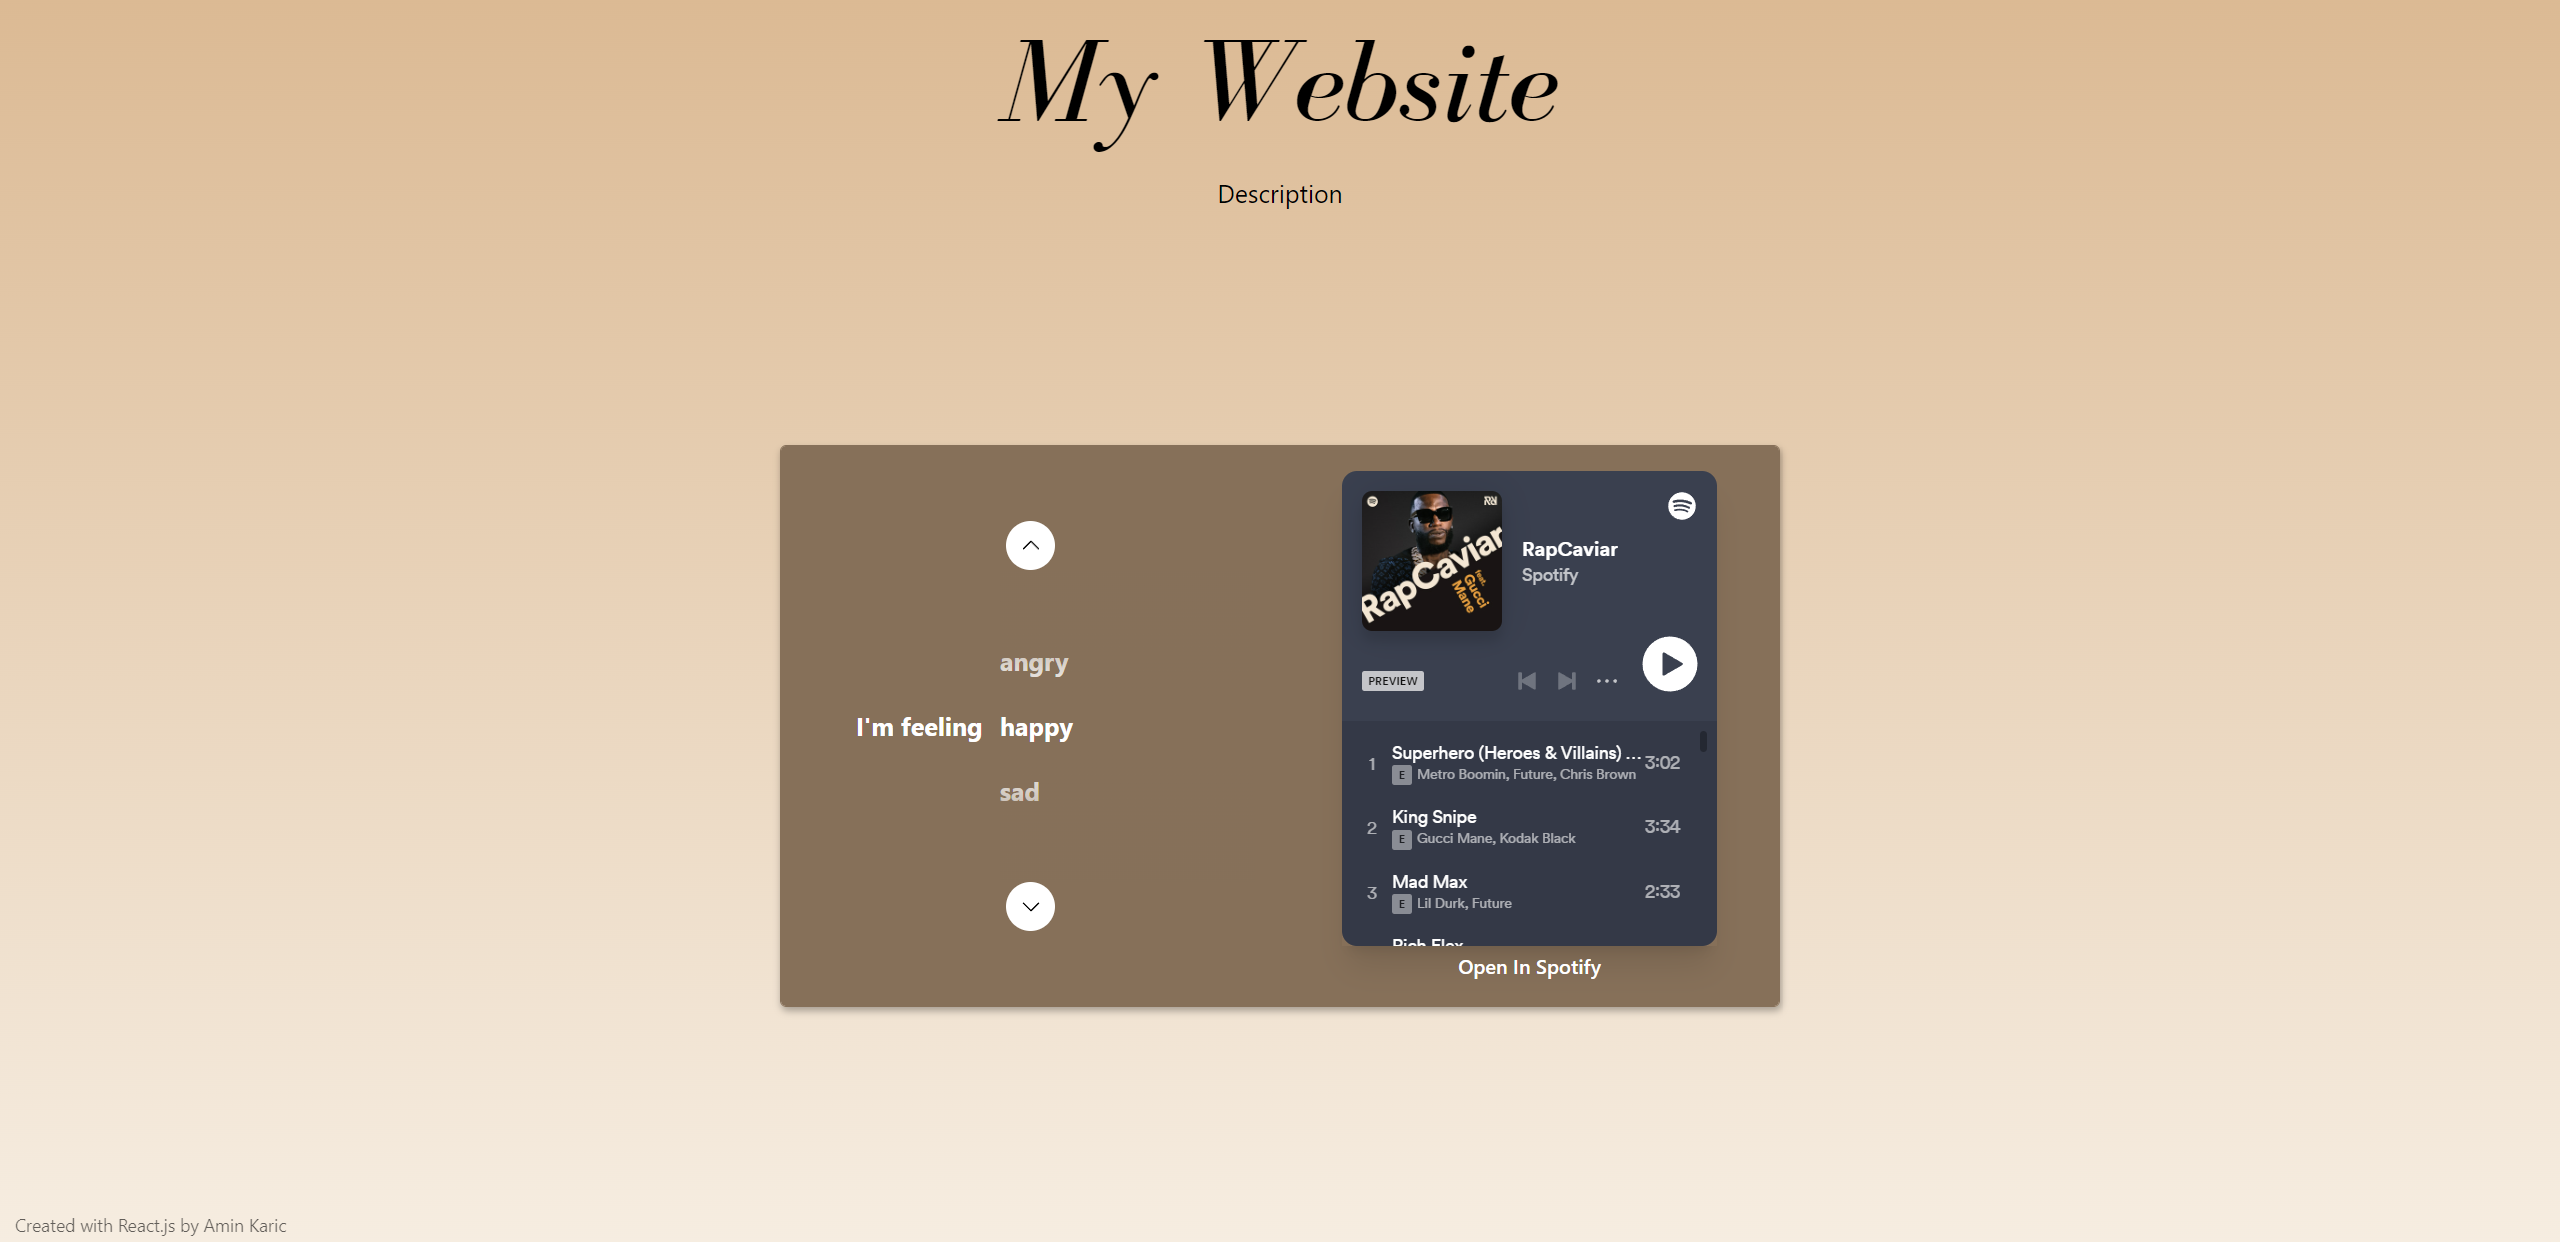 My Website
Description
angry
I'm feeling happy
sad
RapCaviar
feat.
Gucci
Mane
RapCaviar
Spotify
PREVIEW
1 Superhero (Heroes & Villains) ... 3:02
E Metro Boomin, Future, Chris Brown
2 King Snipe 3:34
E Gucci Mane, Kodak Black
3 Mad Max 2:33
E Lil Durk, Future
Rich Flex
Open In Spotify
Created with React.js by Amin Karic